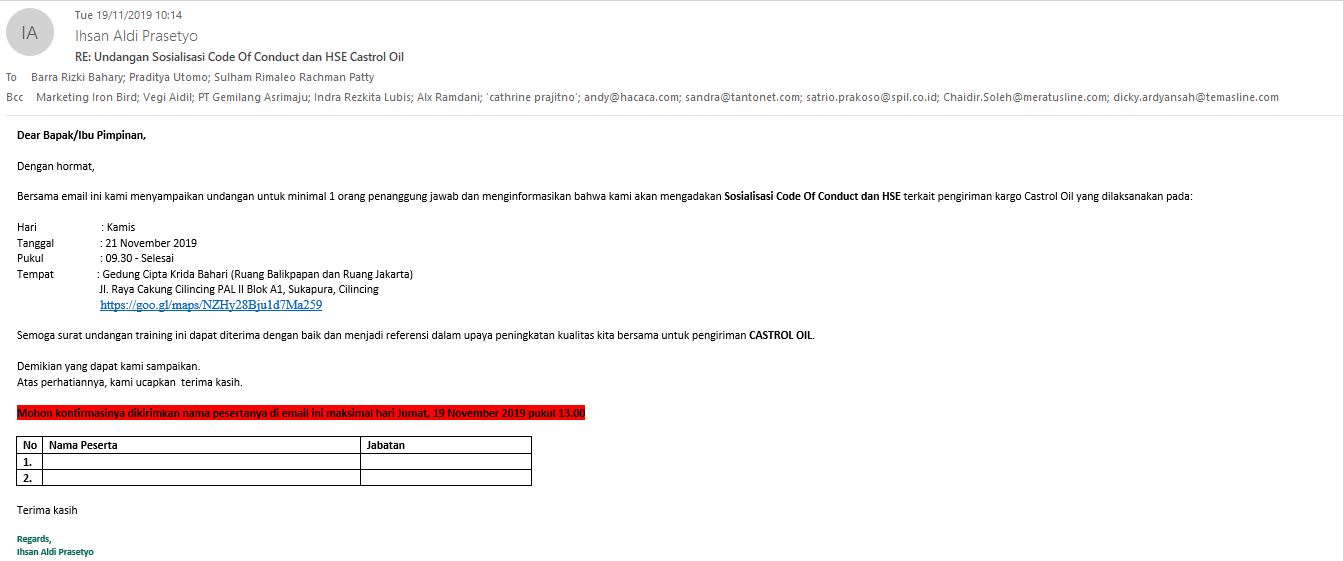 Tue 19/11/2019 10:14
IA
Ihsan Aldi Prasetyo
RE: Undangan Sosialisasi Code Of Conduct dan HSE Castrol Oil
To Barra Rizki Bahary; Praditya Utomo; Sulham Rimaleo Rachman Patty
Bcc Marketing Iron Bird; Vegi Aidil; PT Gemilang Asrimaju; Indra Rezkita Lubis; Alx Ramdani; 'cathrine prajitno'; andy@hacaca.com; sandra@tantonet.com; satrio.prakoso@spil.co.id; Chaidir.Soleh@meratusline.com; dicky.ardyansah@temasline.com
Dear Bapak/Ibu Pimpinan,
Dengan hormat,
Bersama email ini kami menyampaikan undangan untuk minimal 1 orang penanggung jawab dan menginformasikan bahwa kami akan mengadakan Sosialisasi Code Of Conduct dan HSE terkait pengiriman kargo Castrol Oil yang dilaksanakan pada:
Hari : Kamis
Tanggal : 21 November 2019
Pukul : 09.30 - Selesai
Tempat : Gedung Cipta Krida Bahari (Ruang Balikpapan dan Ruang Jakarta)
Jl. Raya Cakung Cilincing PAL II Blok A1, Sukapura, Cilincing
https://goo.gl/maps/NZHy28Bju1d7Ma259
Semoga surat undangan training ini dapat diterima dengan baik dan menjadi referensi dalam upaya peningkatan kualitas kita bersama untuk pengiriman CASTROL OIL.
Demikian yang dapat kami sampaikan.
Atas perhatiannya, kami ucapkan terima kasih.
Mohon konfirmasinya dikirimkan nama pesertanya di email ini maksimal hari Jumat, 19 November 2019 pukul 13.00
No Nama Peserta Jabatan
1.
2.
Terima kasih
Regards,
Ihsan Aldi Prasetyo